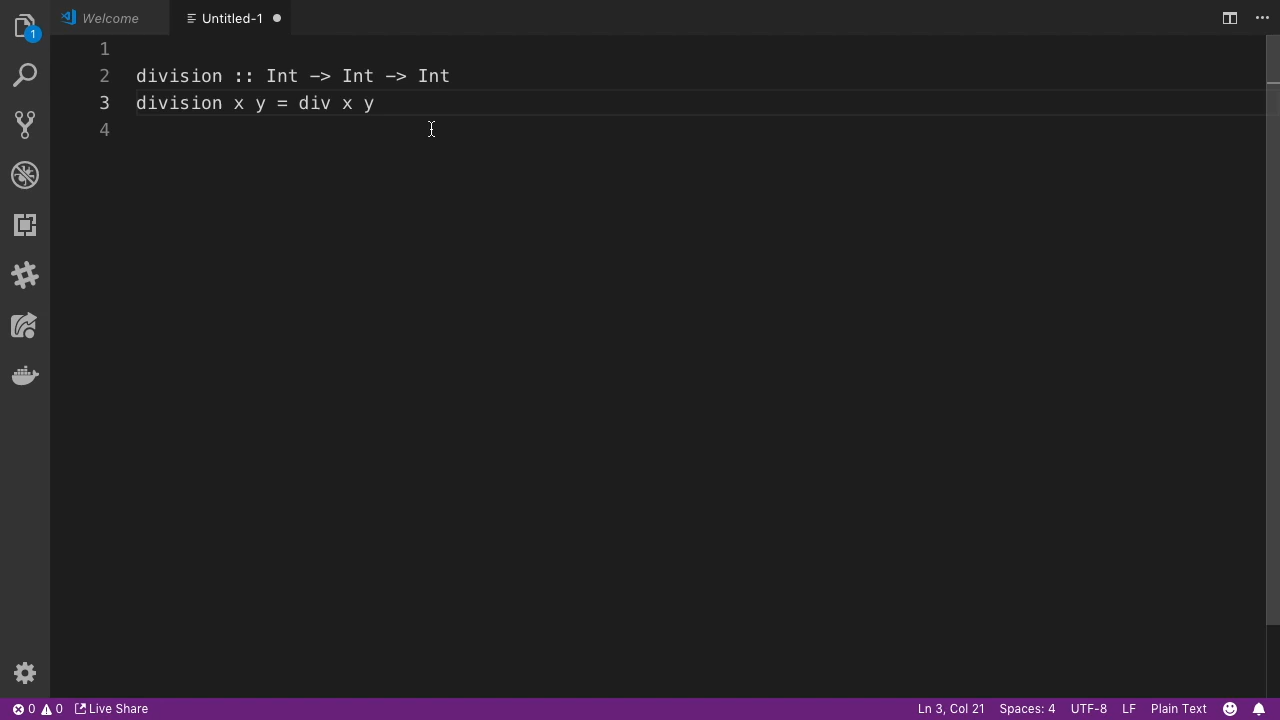 Welcome
Untitled-1
1
1
2 division :: Int -> Int -> Int
3 division x y = div x y
4
0 0 Live Share Ln 3, Col 21 Spaces: 4 UTF-8 LF Plain Text